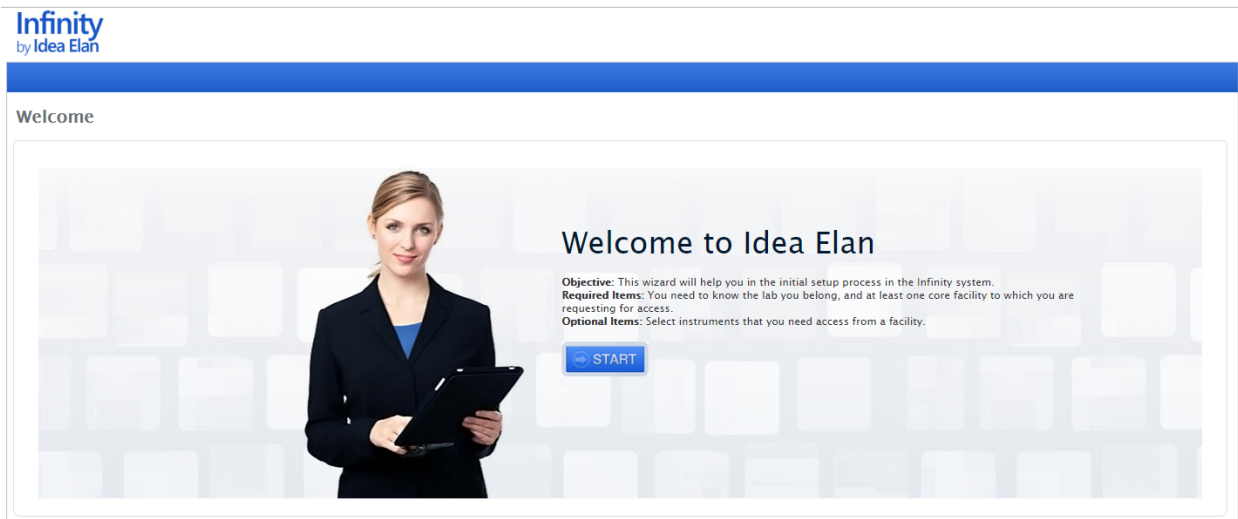 Infinity
by Idea Elan
Welcome
Welcome to Idea Elan
Objective: This wizard will help you in the initial setup process in the Infinity system.
Required Items: You need to know the lab you belong, and at least one core facility to which you are
requesting for access.
Optional Items: Select instruments that you need access from a facility.
START